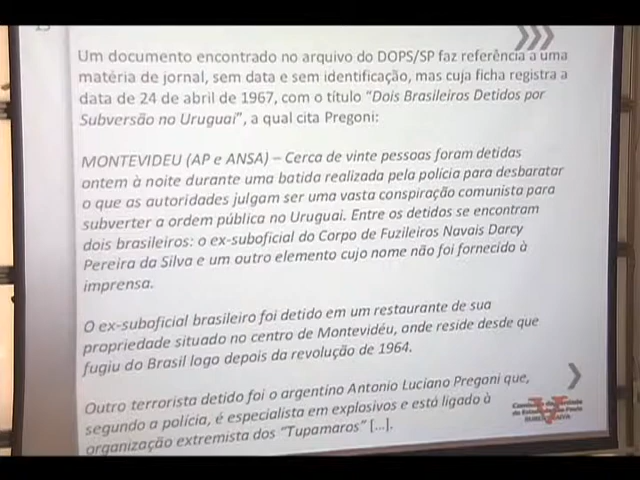 Um documento encontrado no arquivo do DOPS/SP faz referência a uma
matéria de jornal, sem data e sem identificação, mas cuja ficha registra a
data de 24 de abril de 1967, com o título “Dois Brasileiros Detidos por
Subversão no Uruguai”, a qual cita Pregoni:
MONTEVIDEU (AP e ANSA) – Cerca de vinte pessoas foram detidas
ontem à noite durante uma batida realizada pela policia para desbaratar
o que as autoridades julgam ser uma vasta conspiração comunista para
subverter a ordem pública no Uruguai. Entre os detidos se encontram
dois brasileiros: o ex-suboficial do Corpo de Fuzileiros Navais Darcy
Pereira da Silva e um outro elemento cujo nome não foi fornecido à
imprensa.
O ex-suboficial brasileiro foi detido em um restaurante de sua
propriedade situado no centro de Montevidéu, onde reside desde que
fugiu do Brasil logo depois da revolução de 1964.
Outro terrorista detido foi o argentino Antonio Luciano Pregoni que,
segundo a polícia, é especialista em explosivos e está ligado à
organização extremista dos “Tupamaros” [...].